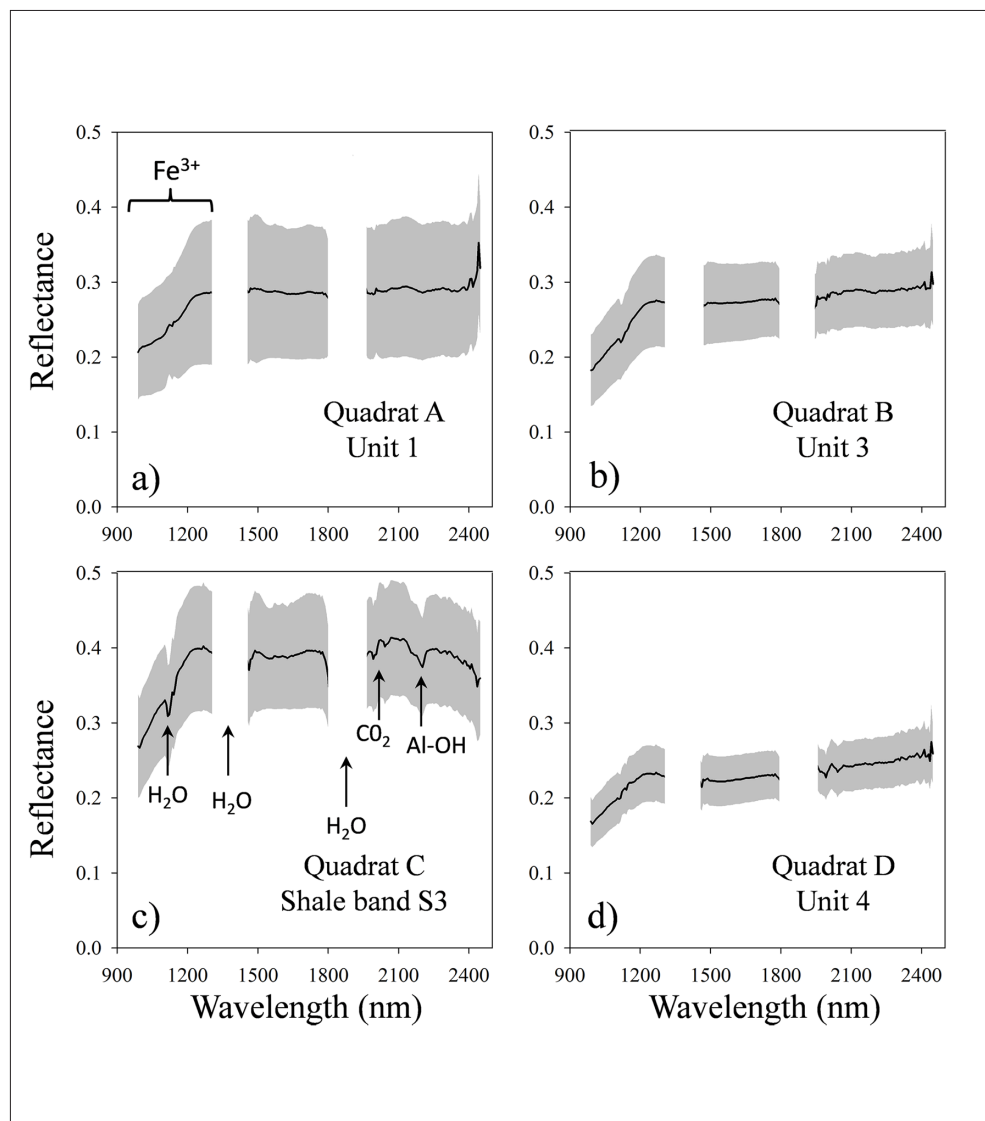 0.5
0.4
0.3
0.2
0.1
0.0
Reflectance
Fe³⁺
Quadrat A
Unit 1
a)
900 1200 1500 1800 2100 2400
0.5
0.4
0.3
0.2
0.1
0.0
Quadrat B
Unit 3
b)
900 1200 1500 1800 2100 2400
0.5
0.4
0.3
0.2
0.1
0.0
Reflectance
H₂O
H₂O
H₂O
CO₂
Al-OH
Quadrat C
Shale band S3
c)
900 1200 1500 1800 2100 2400
Wavelength (nm)
0.5
0.4
0.3
0.2
0.1
0.0
Quadrat D
Unit 4
d)
900 1200 1500 1800 2100 2400
Wavelength (nm)